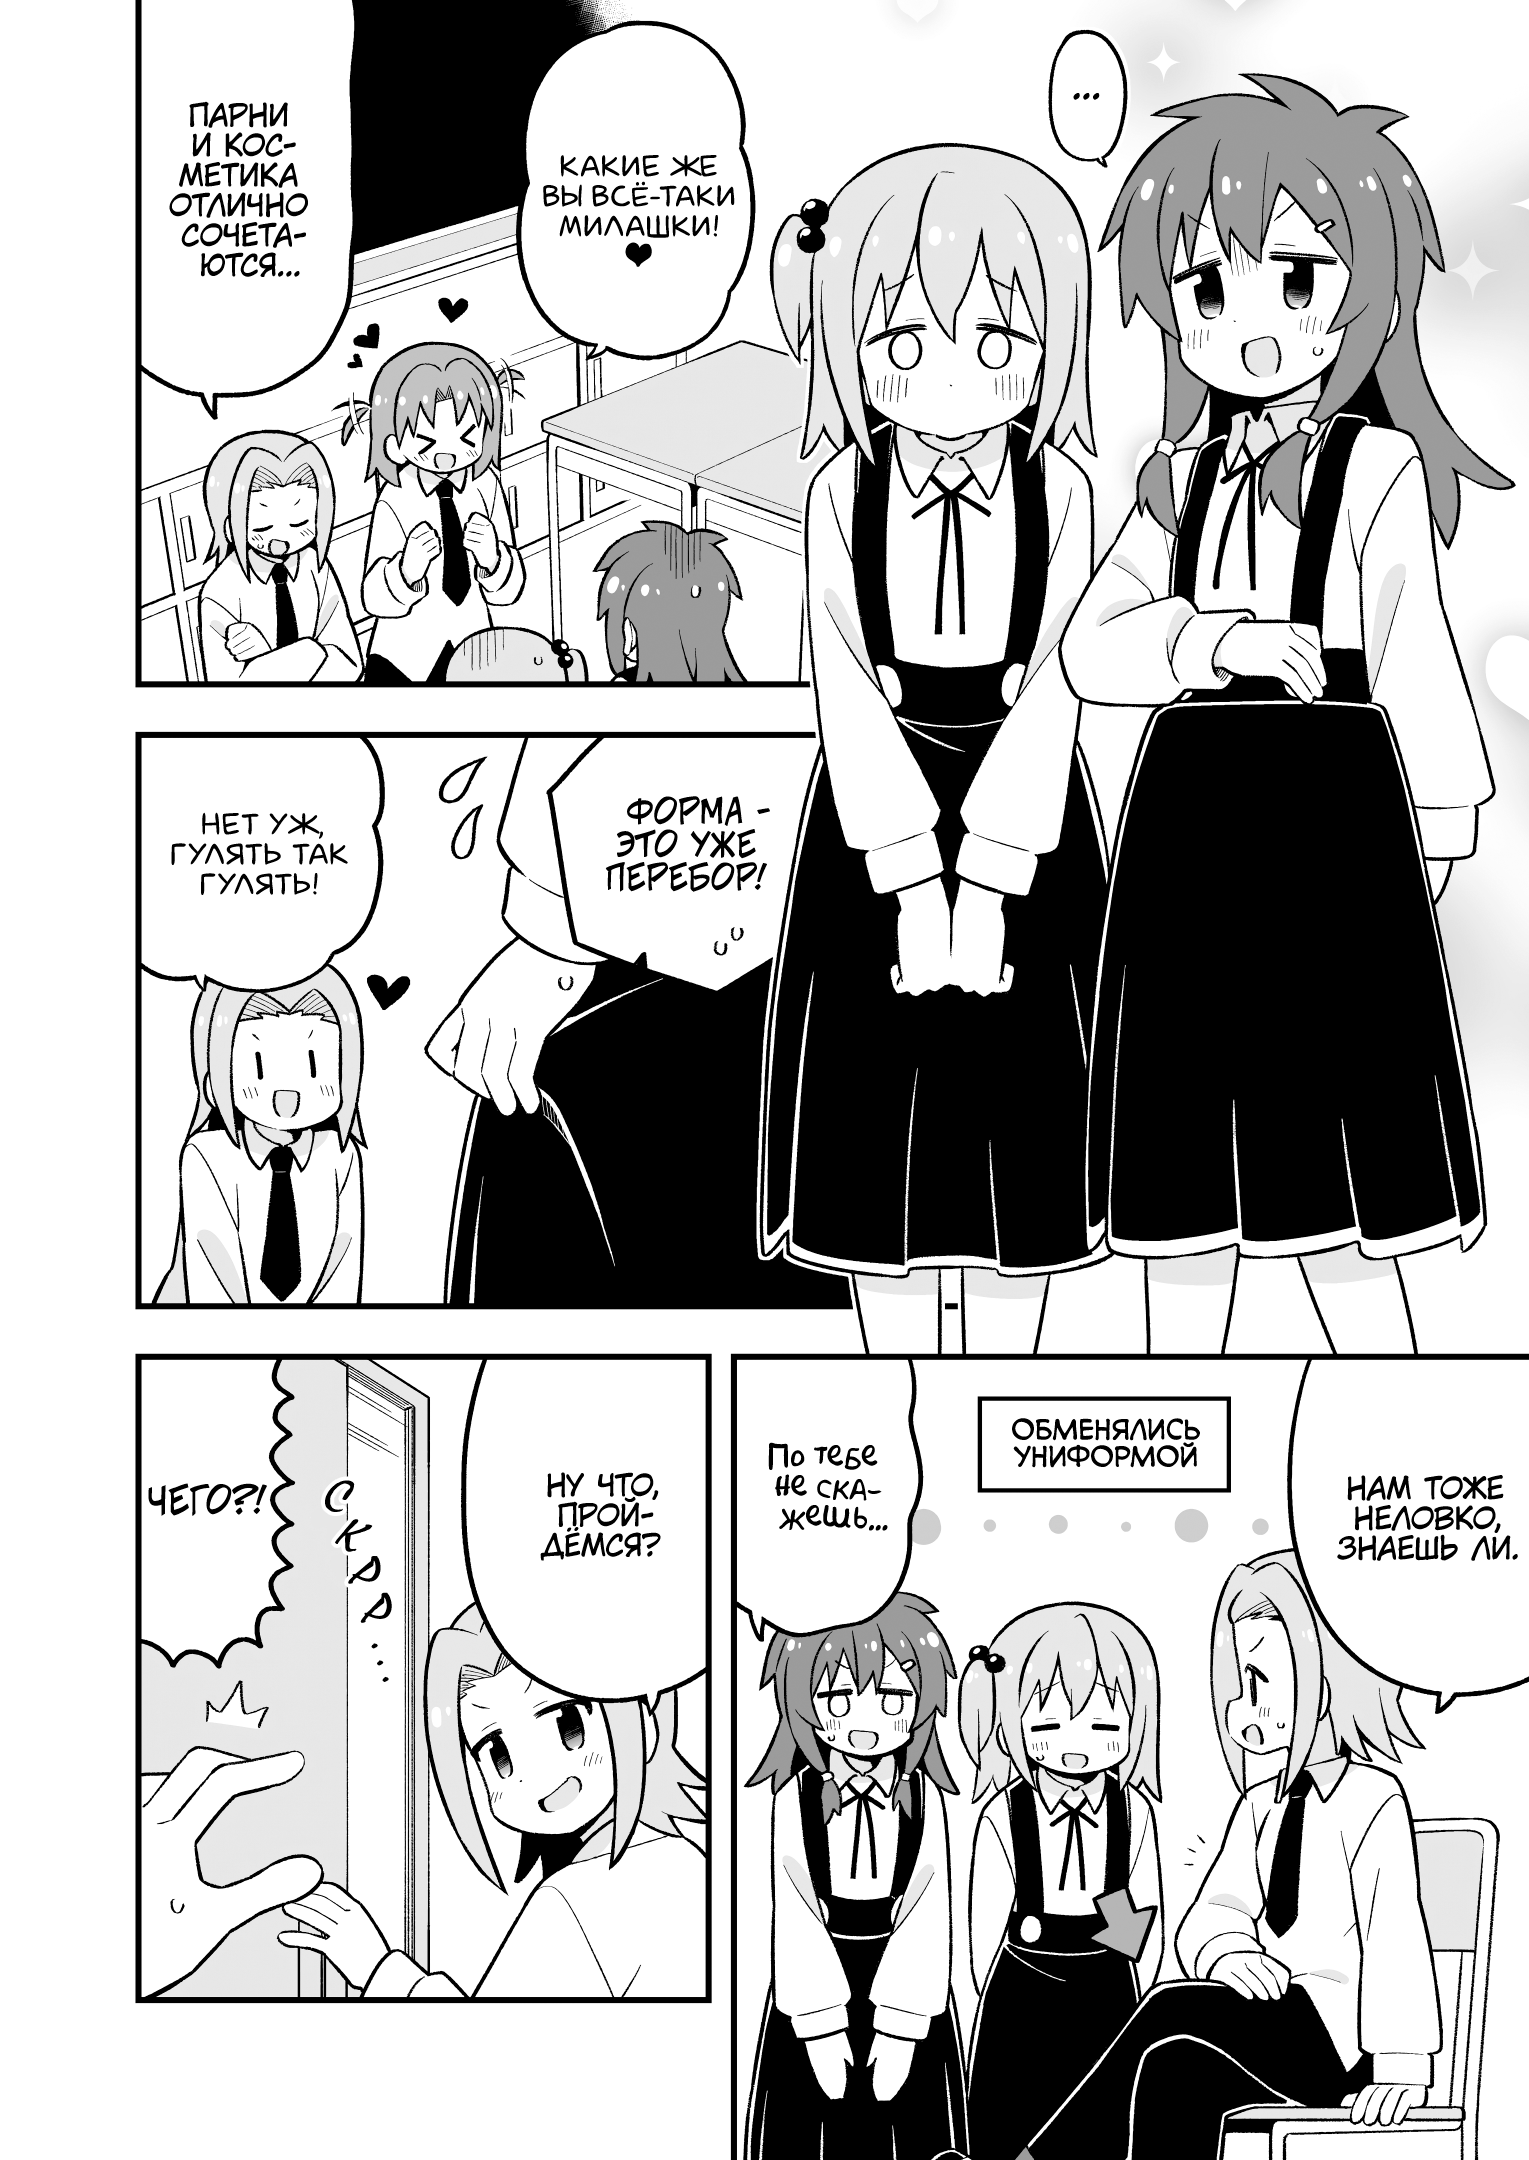 ...
КАКИЕ ЖЕ
ВЫ ВСЁ-ТАКИ
МИЛАШКИ!
♥
ПАРНИ
И КОС-
МЕТИКА
ОТЛИЧНО
СОЧЕТА-
ЮТСЯ...
ФОРМА -
ЭТО УЖЕ
ПЕРЕБОР!
НЕТ УЖ,
ГУЛЯТЬ ТАК
ГУЛЯТЬ!
НАМ ТОЖЕ
НЕЛОВКО,
ЗНАЕШЬ ЛИ.
ОБМЕНЯЛИСЬ
УНИФОРМОЙ
По тебе
не ска-
жешь...
НУ ЧТО,
ПРОЙ-
ДЁМСЯ?
СКРР...
ЧЕГО?!